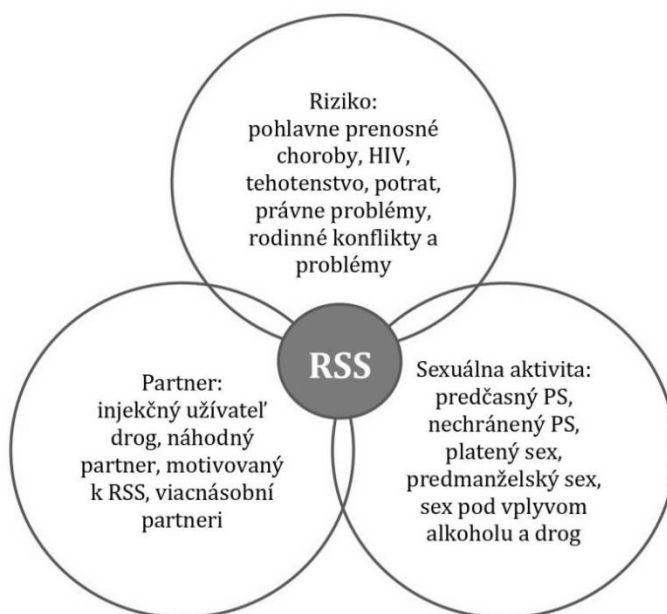 Riziko:
pohlavne prenosné
choroby, HIV,
tehotenstvo, potrat,
právne problémy,
rodinné konflikty a
problémy
RSS
Partner:
injekčný užívateľ
drog, náhodný
partner, motivovaný
k RSS, viacnásobní
partneri
Sexuálna aktivita:
predčasný PS,
nechránený PS,
platený sex,
predmanželský sex,
sex pod vplyvom
alkoholu a drog